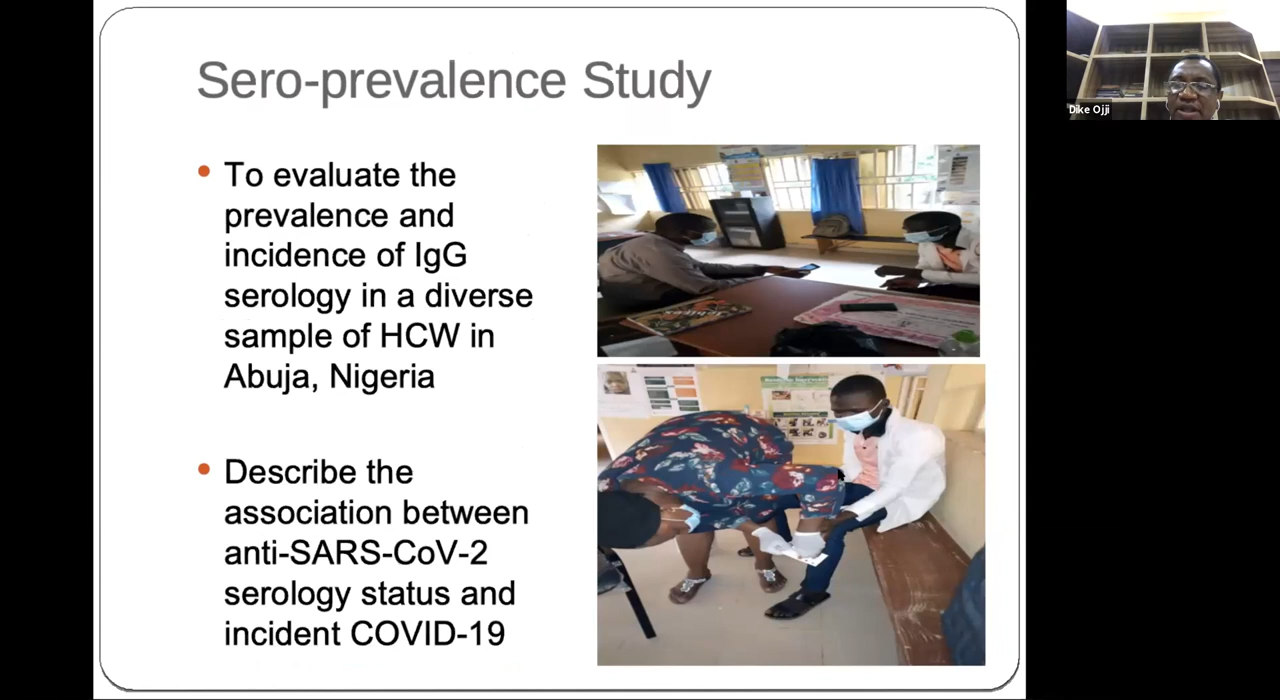 Sero-prevalence Study
• To evaluate the
prevalence and
incidence of IgG
serology in a diverse
sample of HCW in
Abuja, Nigeria
• Describe the
association between
anti-SARS-CoV-2
serology status and
incident COVID-19
Dike Ojji